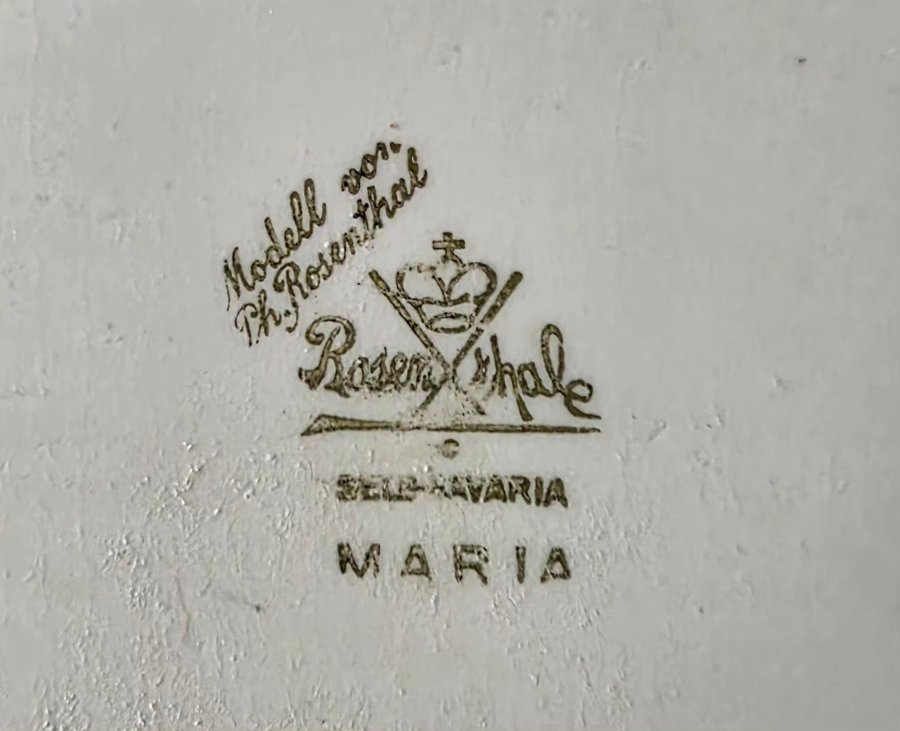 Modell von
Ph. Rosenthal
Rosenthal
SELB-BAVARIA
MARIA